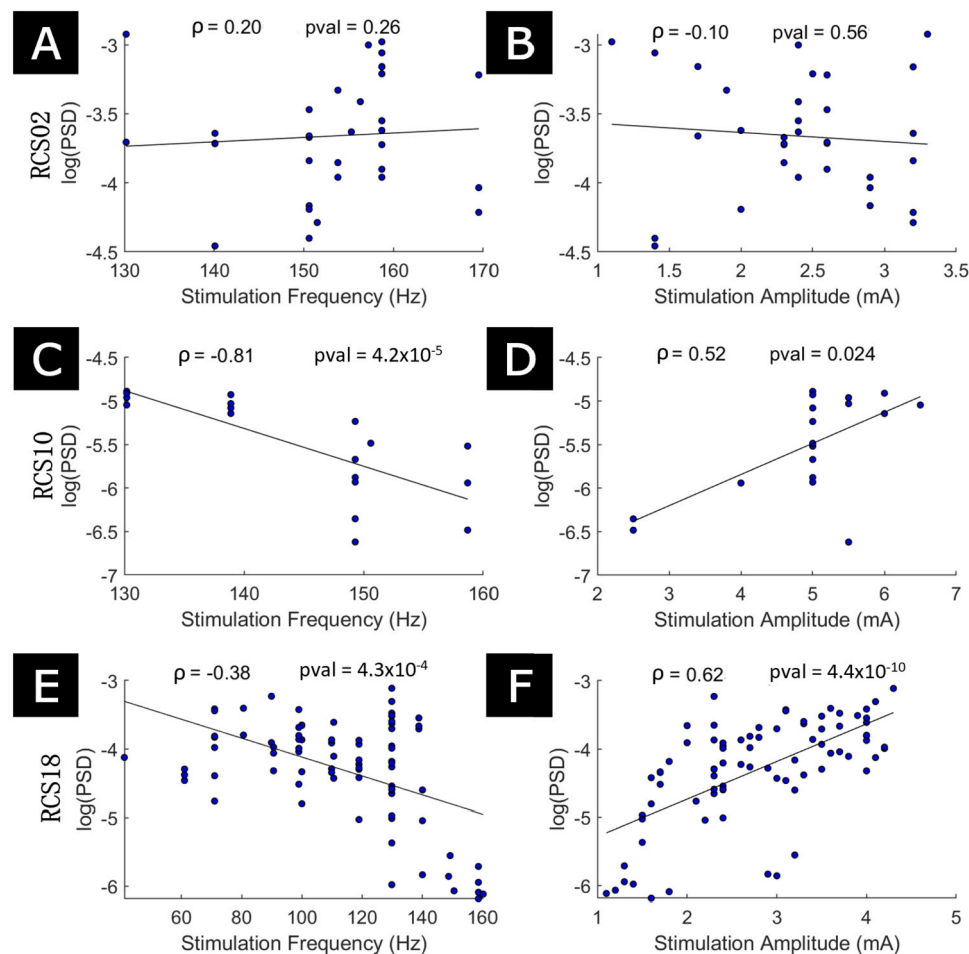 A
ρ = 0.20 pval = 0.26
RCS02
log(PSD)
-3
-3.5
-4
-4.5
130 140 150 160 170
Stimulation Frequency (Hz)
B
ρ = -0.10 pval = 0.56
log(PSD)
-3
-3.5
-4
-4.5
1 1.5 2 2.5 3 3.5
Stimulation Amplitude (mA)
C
ρ = -0.81 pval = 4.2x10⁻⁵
RCS10
log(PSD)
-4.5
-5
-5.5
-6
-6.5
-7
130 140 150 160
Stimulation Frequency (Hz)
D
ρ = 0.52 pval = 0.024
log(PSD)
-4.5
-5
-5.5
-6
-6.5
-7
2 3 4 5 6 7
Stimulation Amplitude (mA)
E
ρ = -0.38 pval = 4.3x10⁻⁴
RCS18
log(PSD)
-3
-4
-5
-6
60 80 100 120 140 160
Stimulation Frequency (Hz)
F
ρ = 0.62 pval = 4.4x10⁻¹⁰
log(PSD)
-3
-4
-5
-6
1 2 3 4 5
Stimulation Amplitude (mA)